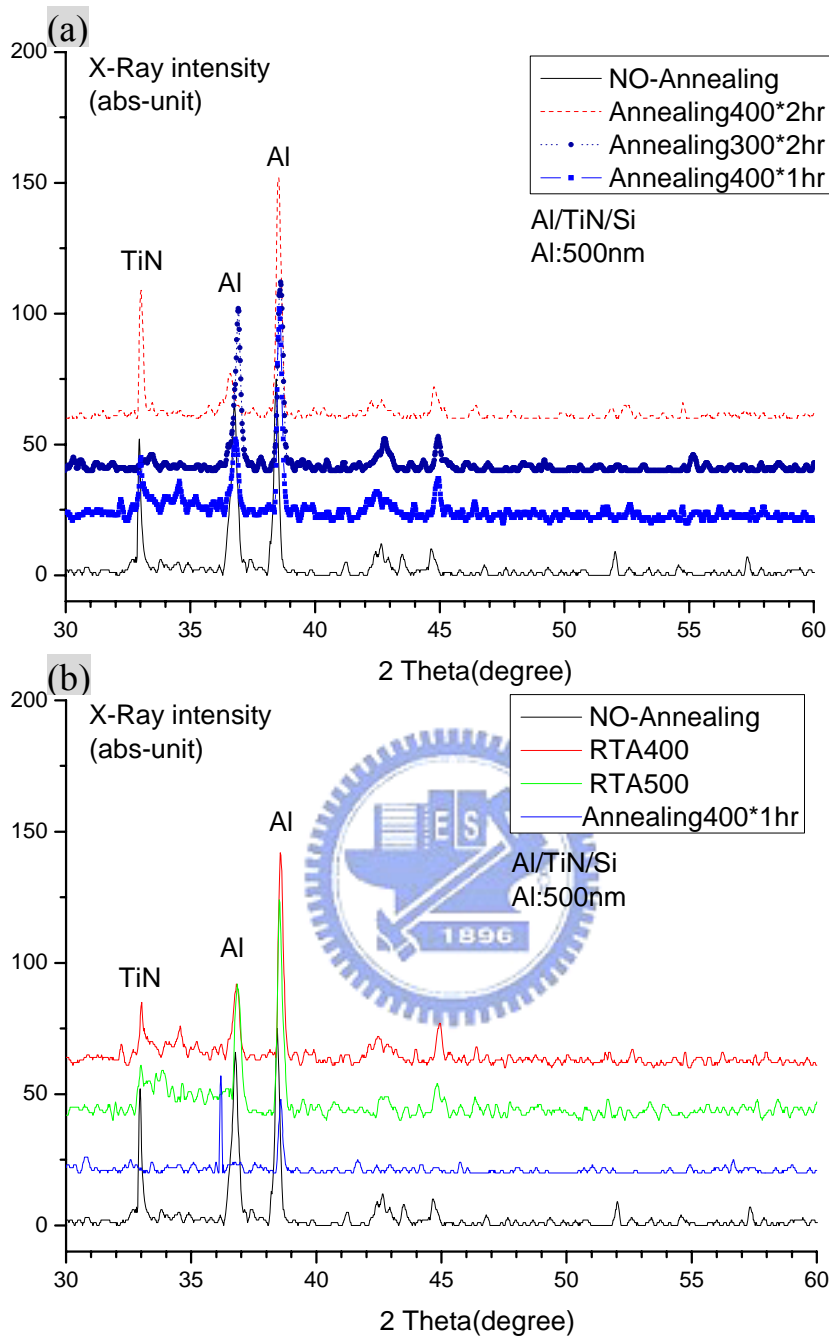 (a)
200
150
100
50
0
X-Ray intensity
(abs-unit)
NO-Annealing
Annealing400*2hr
Annealing300*2hr
Annealing400*1hr
Al/TiN/Si
Al:500nm
TiN
Al
Al
30 35 40 45 50 55 60
2 Theta(degree)
(b)
200
150
100
50
0
X-Ray intensity
(abs-unit)
NO-Annealing
RTA400
RTA500
Annealing400*1hr
Al/TiN/Si
Al:500nm
TiN
Al
Al
E S
1896
30 35 40 45 50 55 60
2 Theta(degree)